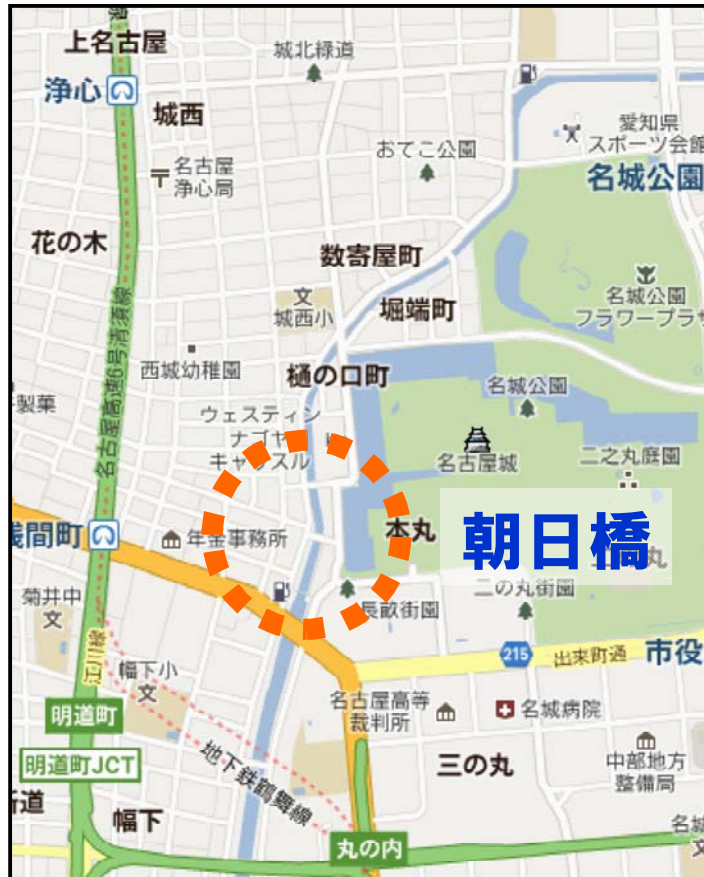 上名古屋
城北緑道
浄心
城西
愛知県
スポーツ会館
おてこ公園
名古屋
浄心局
名城公園
花の木
数寄屋町
文
城西小
堀端町
名城公園
フラワープラザ
名古屋高速6号清須線
西城幼稚園
樋の口町
名城公園
製菓
ウェスティン
ナゴヤ
キャッスル
名古屋城
二之丸庭園
浅間町
年金事務所
本丸
朝日橋
菊井中
文
二の丸街園
長畝街園
江川線
幅下小
文
215
出来町通
市役
明道町
名古屋高等
裁判所
名城病院
明道町JCT
地下鉄鶴舞線
三の丸
中部地方
整備局
新道
幅下
丸の内
名城
文